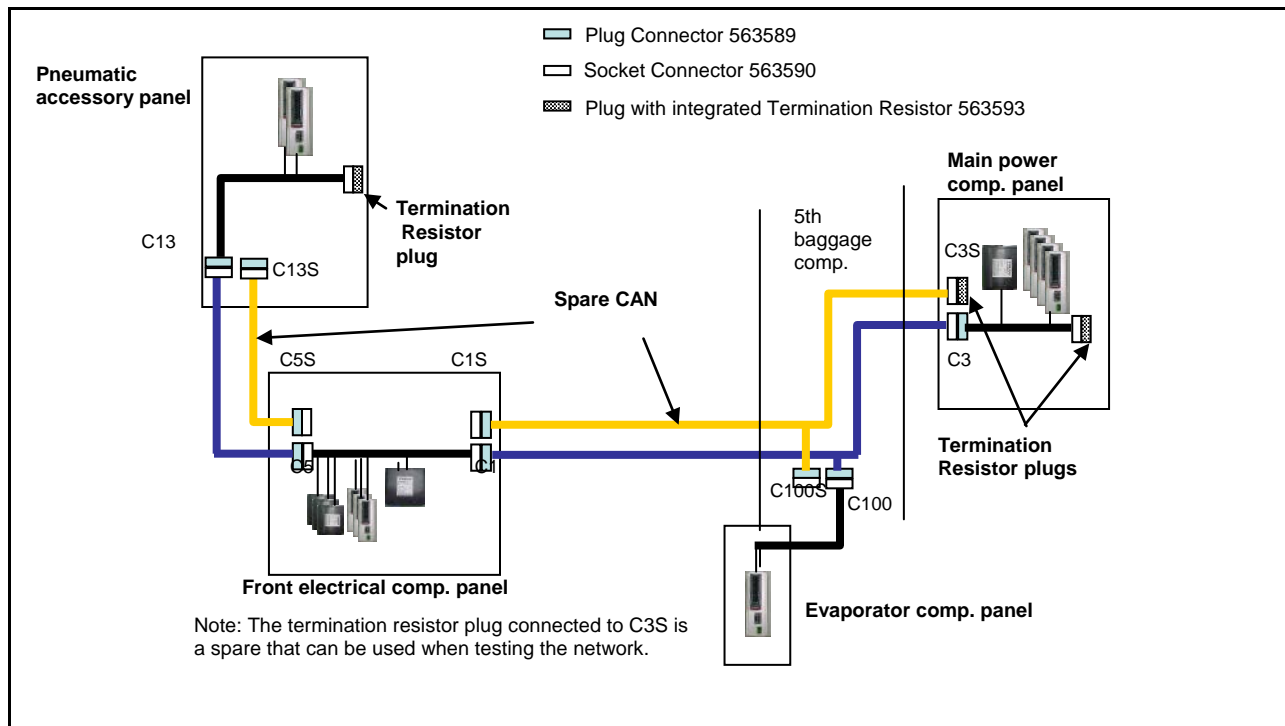 Plug Connector 563589
Socket Connector 563590
Plug with integrated Termination Resistor 563593
Pneumatic
accessory panel
Termination
Resistor
plug
C13
C13S
Spare CAN
5th
baggage
comp.
Main power
comp. panel
C3S
C3
Termination
Resistor plugs
C5S
C1S
C5
C100S
C100
Front electrical comp. panel
Evaporator comp. panel
Note: The termination resistor plug connected to C3S is
a spare that can be used when testing the network.